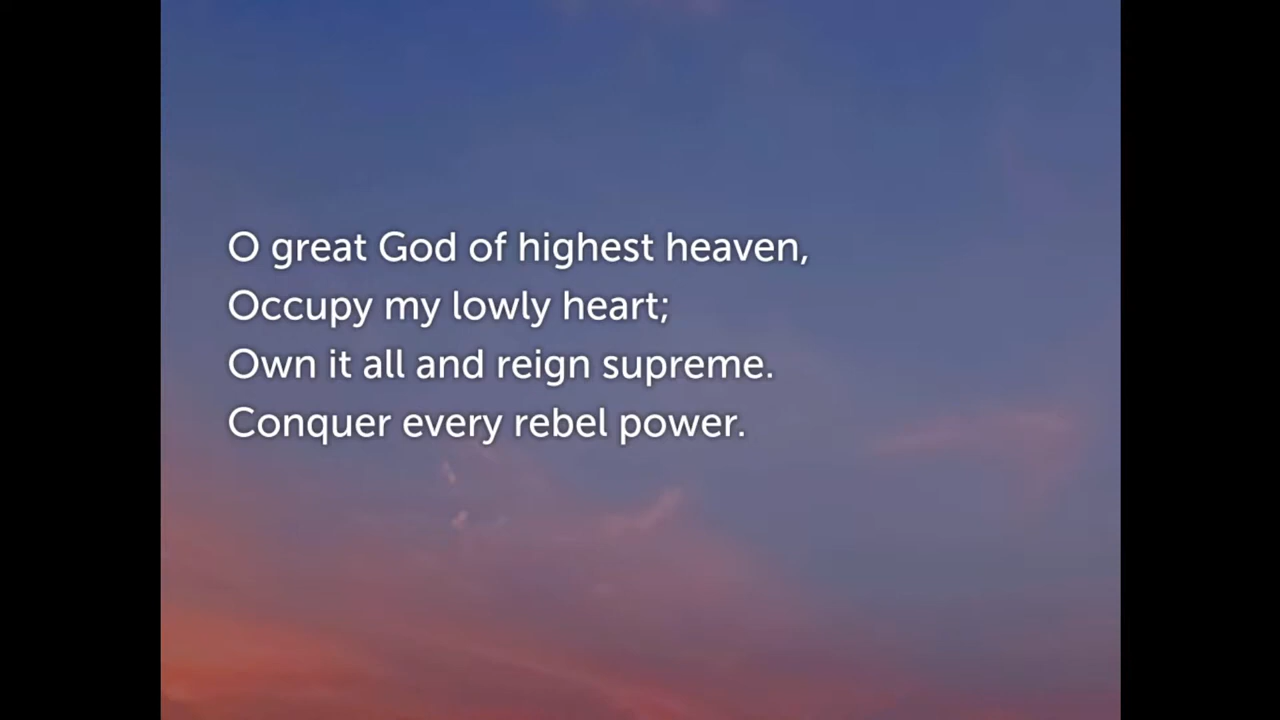 O great God of highest heaven,
Occupy my lowly heart;
Own it all and reign supreme.
Conquer every rebel power.